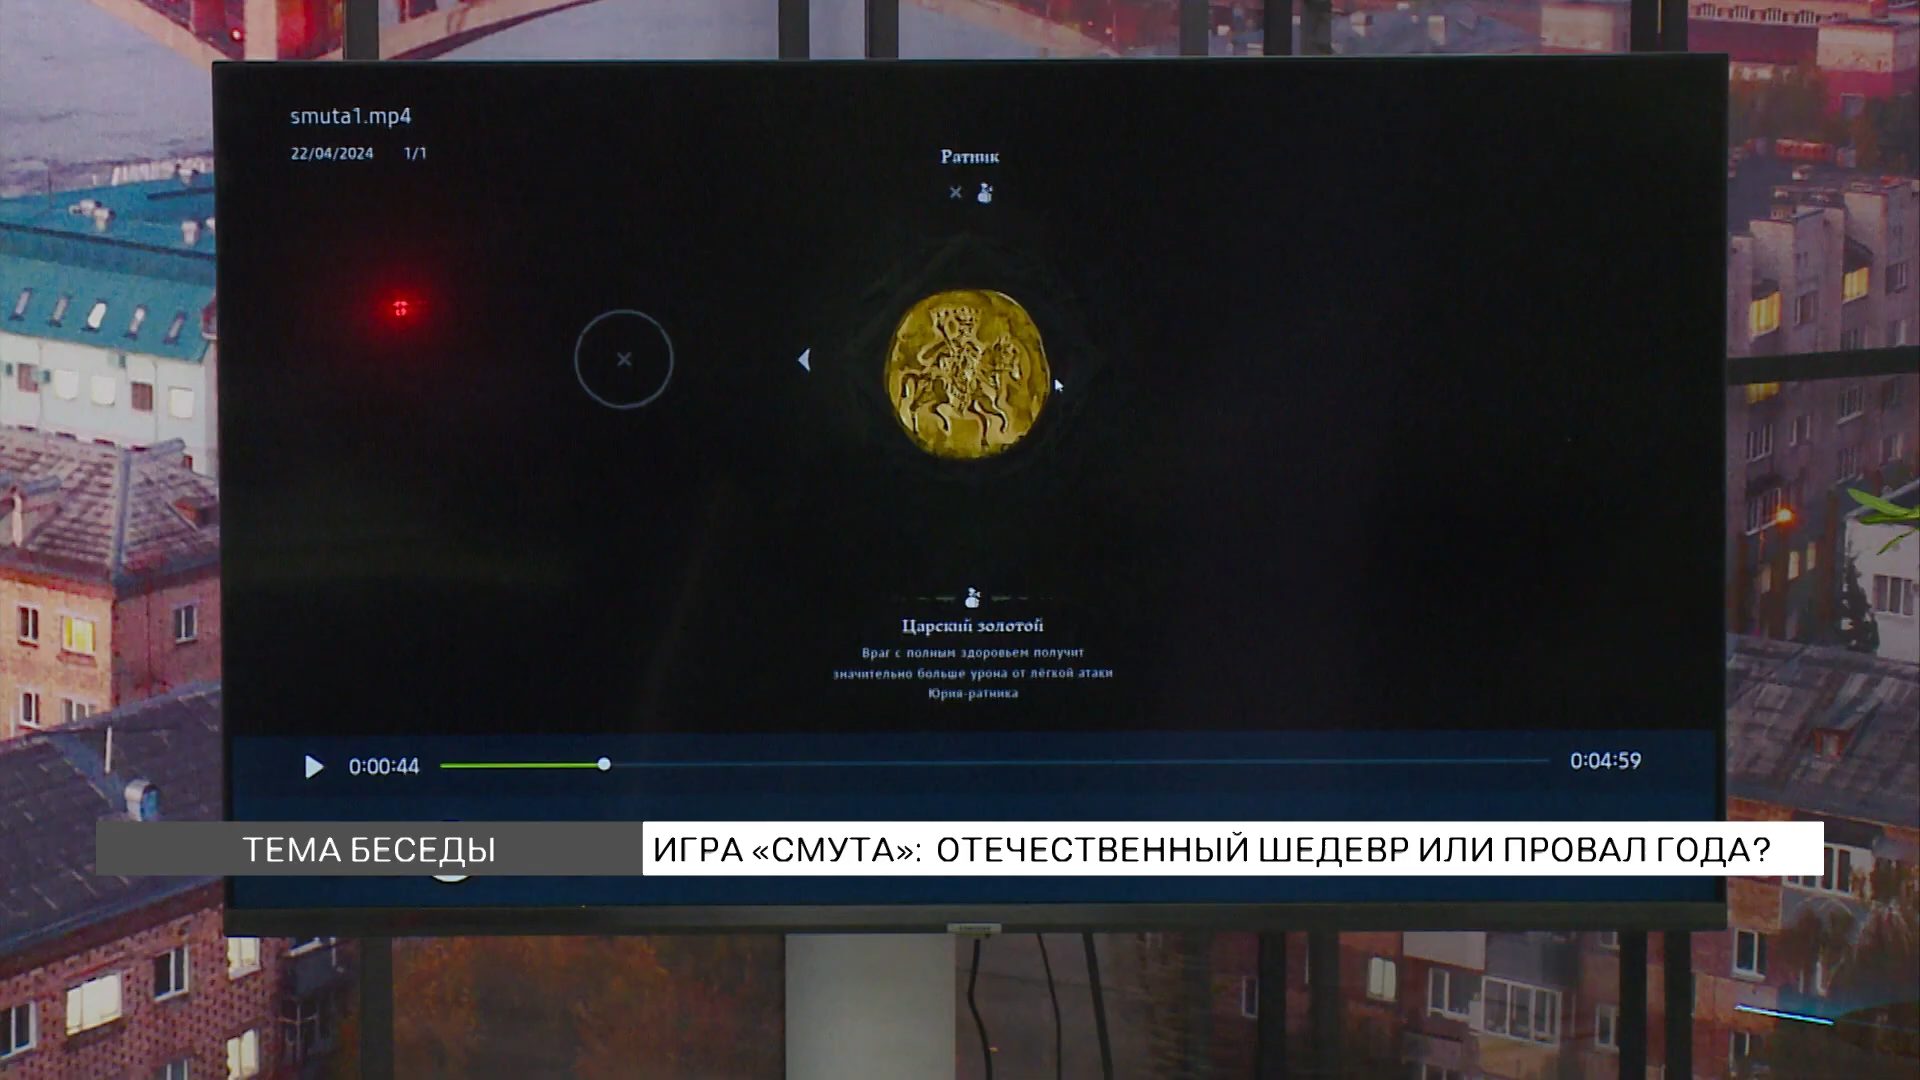 smuta1.mp4
22/04/2024 1/1
Ратник
Царский золотой
Враг с полным здоровьем получит
значительно больше урона от лёгкой атаки
Юрия-ратника
0:00:44
0:04:59
ТЕМА БЕСЕДЫ
ИГРА «СМУТА»: ОТЕЧЕСТВЕННЫЙ ШЕДЕВР ИЛИ ПРОВАЛ ГОДА?